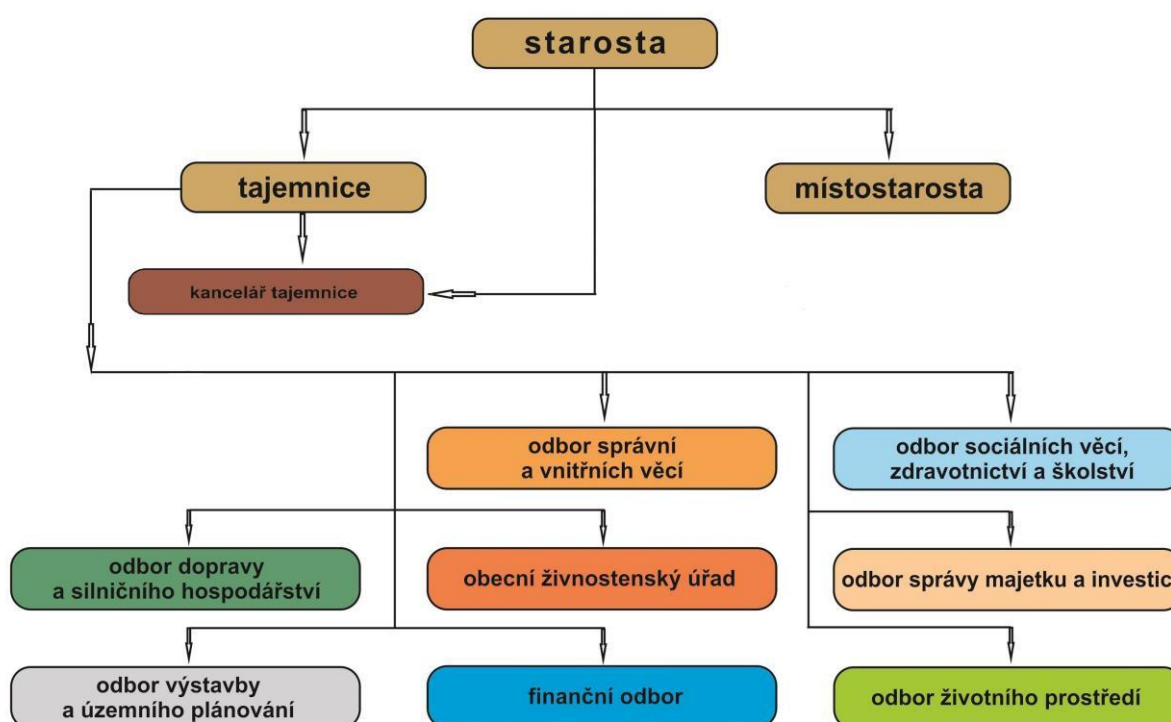 starosta
tajemnice
místostarosta
kancelář tajemnice
odbor správní
a vnitřních věcí
odbor sociálních věcí,
zdravotnictví a školství
odbor dopravy
a silničního hospodářství
obecní živnostenský úřad
odbor správy majetku a investic
odbor výstavby
a územního plánování
finanční odbor
odbor životního prostředí